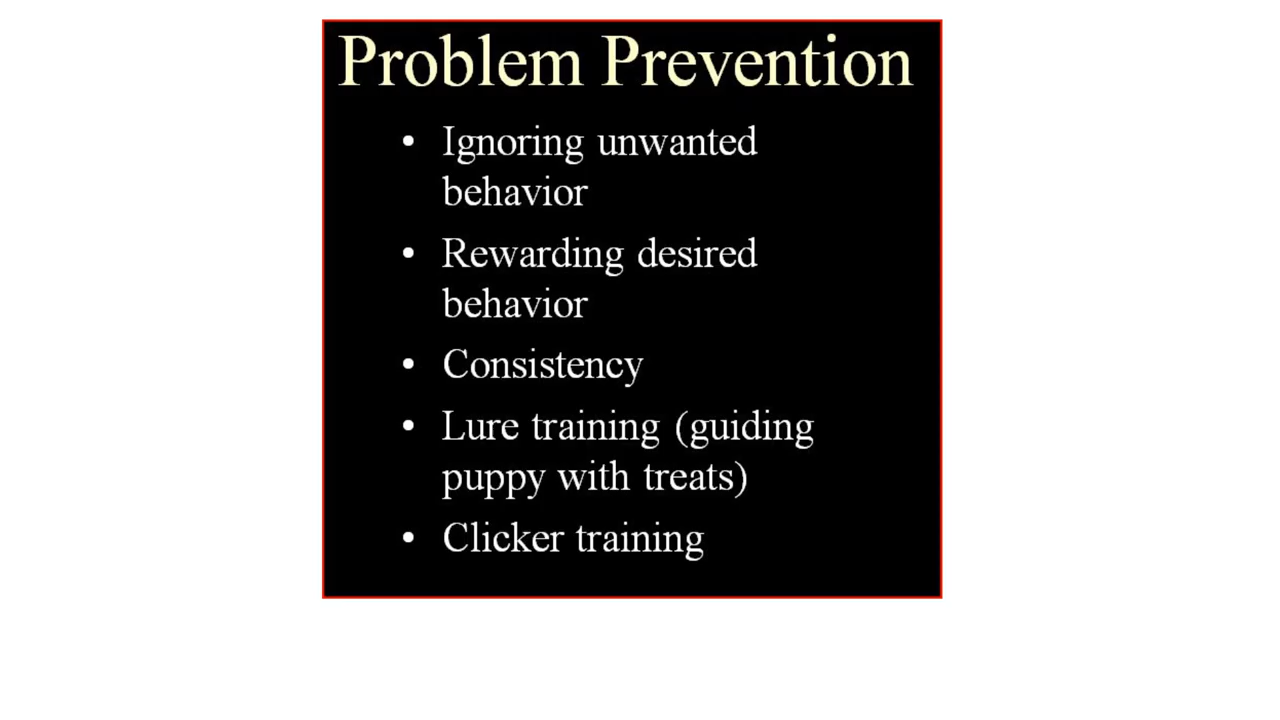 Problem Prevention
• Ignoring unwanted
behavior
• Rewarding desired
behavior
• Consistency
• Lure training (guiding
puppy with treats)
• Clicker training